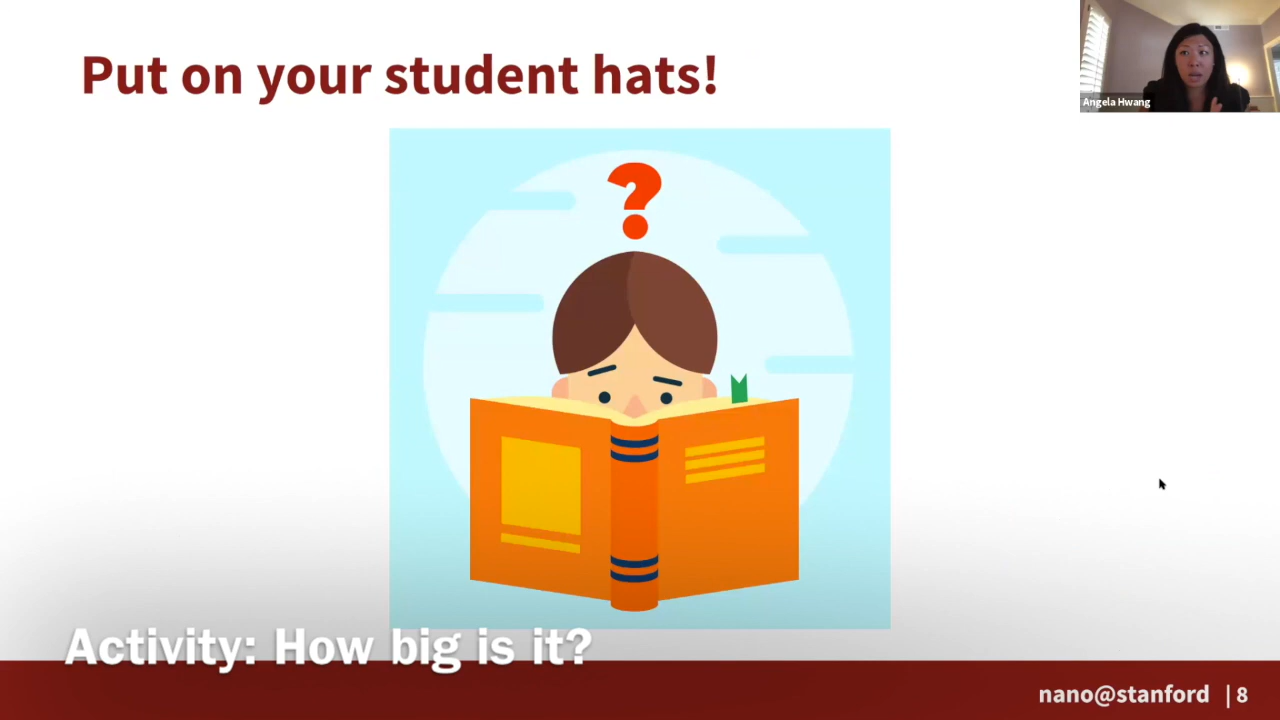 Put on your student hats!
Angela Hwang
?
Activity: How big is it?
nano@stanford | 8